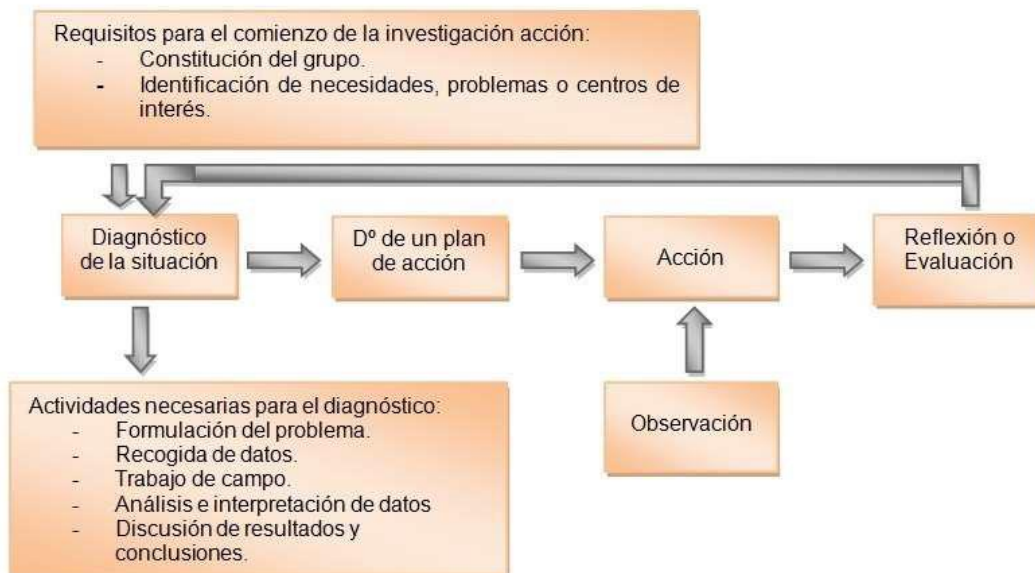 Requisitos para el comienzo de la investigación acción:
- Constitución del grupo.
- Identificación de necesidades, problemas o centros de
interés.
Diagnóstico
de la situación
Dº de un plan
de acción
Acción
Reflexión o
Evaluación
Actividades necesarias para el diagnóstico:
- Formulación del problema.
- Recogida de datos.
- Trabajo de campo.
- Análisis e interpretación de datos
- Discusión de resultados y
conclusiones.
Observación